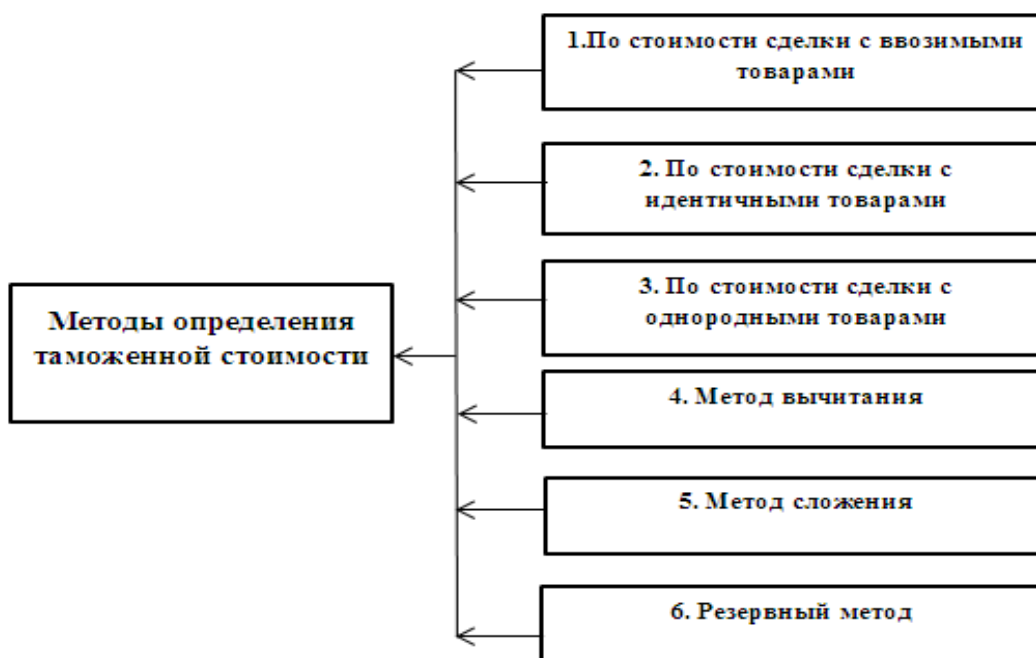 Методы определения
таможенной стоимости
1.По стоимости сделки с ввозимыми
товарами
2. По стоимости сделки с
идентичными товарами
3. По стоимости сделки с
однородными товарами
4. Метод вычитания
5. Метод сложения
6. Резервный метод